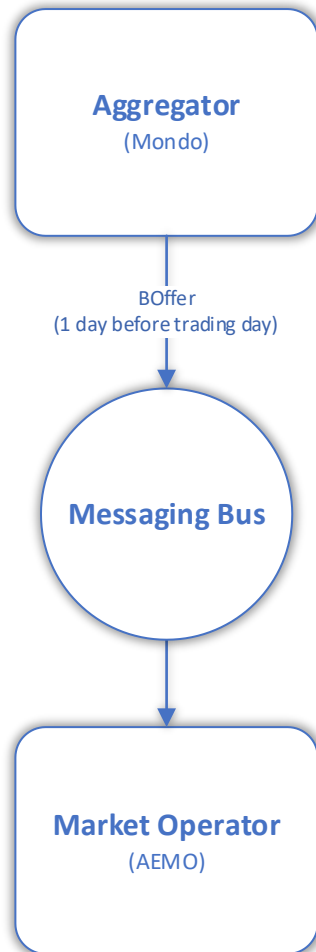 Aggregator
(Mondo)
BOffer
(1 day before trading day)
Messaging Bus
Market Operator
(AEMO)